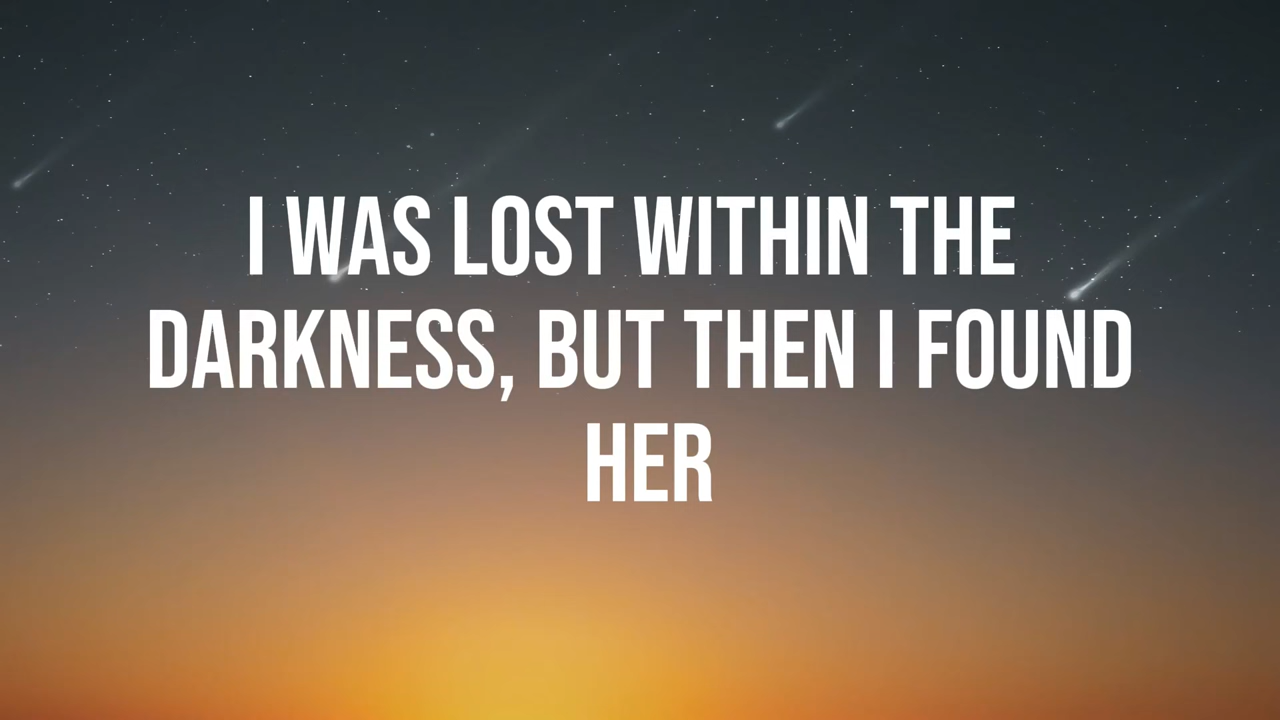 I WAS LOST WITHIN THE
DARKNESS, BUT THEN I FOUND
HER